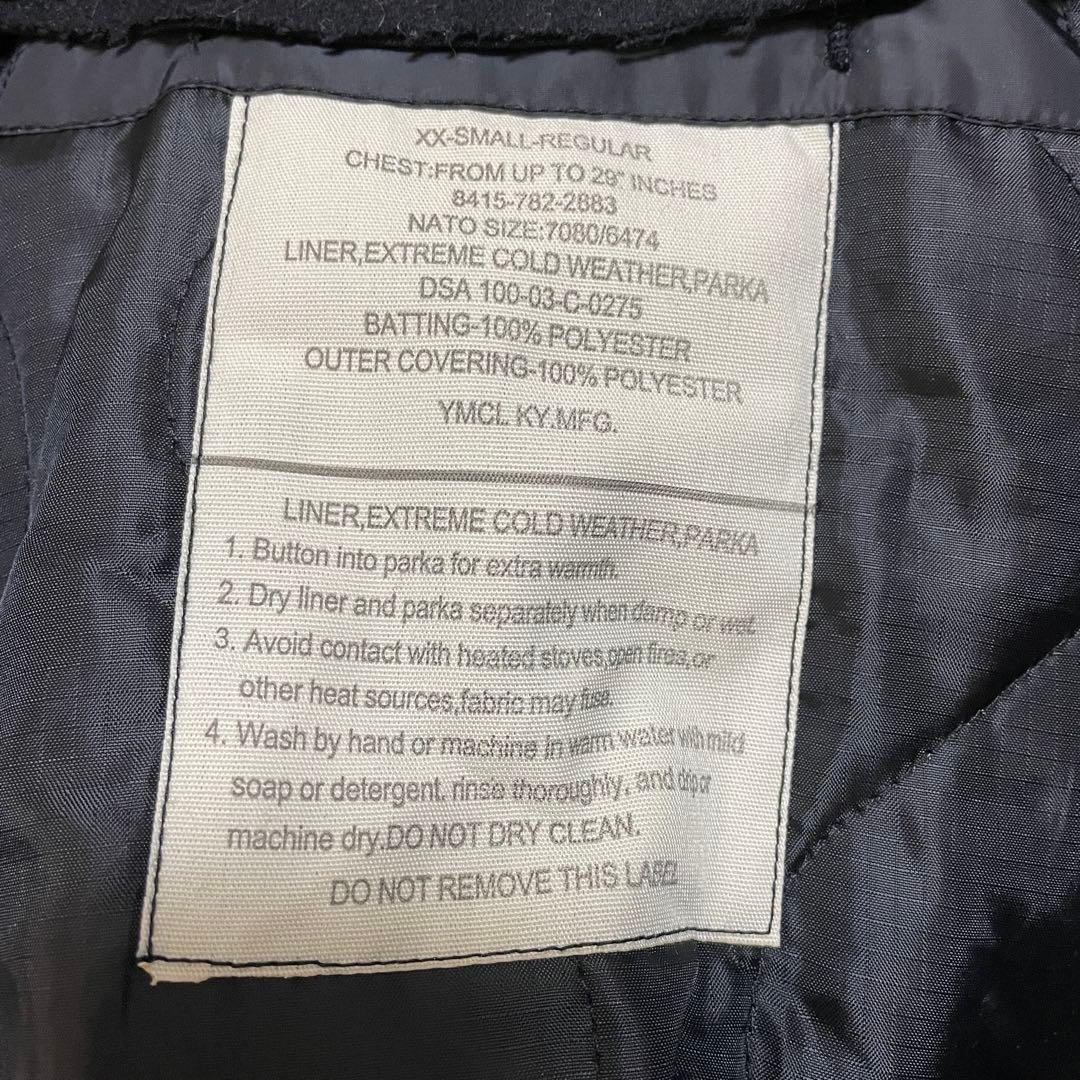 XX-SMALL-REGULAR
CHEST:FROM UP TO 29" INCHES
8415-782-2883
NATO SIZE:7080/6474
LINER,EXTREME COLD WEATHER,PARKA
DSA 100-03-C-0275
BATTING-100% POLYESTER
OUTER COVERING-100% POLYESTER
YMCL KY.MFG.
LINER,EXTREME COLD WEATHER,PARKA
1. Button into parka for extra warmth.
2. Dry liner and parka separately when damp or wet.
3. Avoid contact with heated stoves,open fires,or
other heat sources,fabric may fuse.
4. Wash by hand or machine in warm water with mild
soap or detergent. rinse thoroughly, and drip or
machine dry.DO NOT DRY CLEAN.
DO NOT REMOVE THIS LABEL